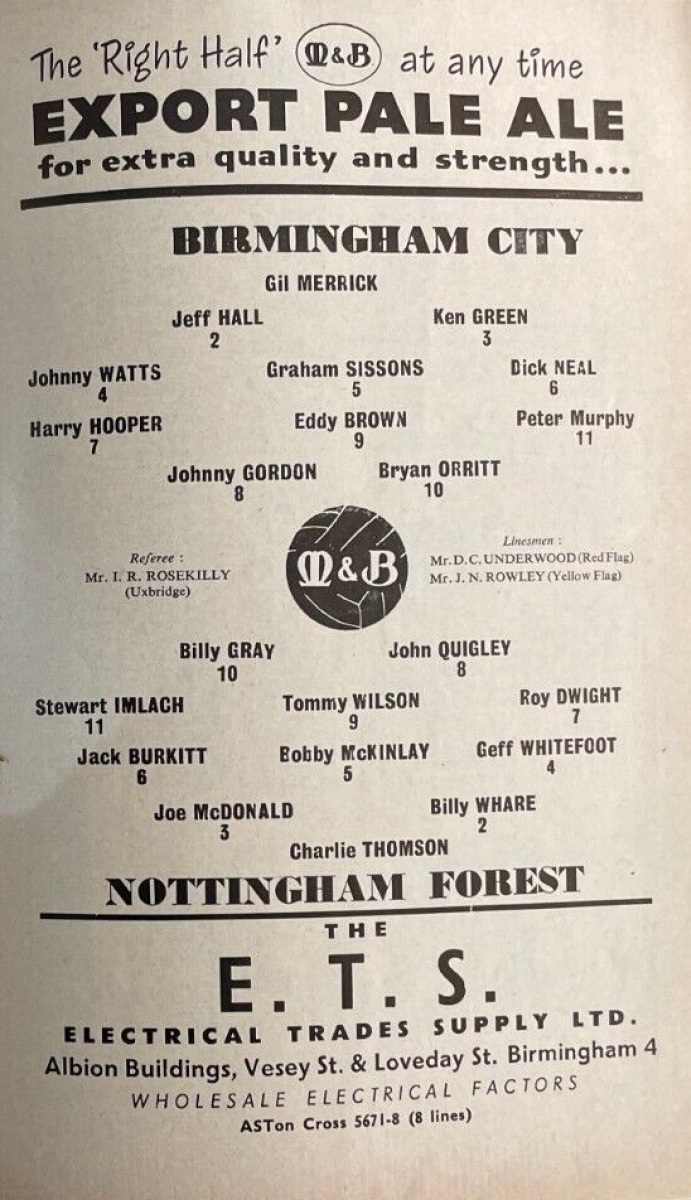 The 'Right Half' M&B at any time
EXPORT PALE ALE
for extra quality and strength...
BIRMINGHAM CITY
Gil MERRICK
Jeff HALL Ken GREEN
2 3
Johnny WATTS Graham SISSONS Dick NEAL
4 5 6
Harry HOOPER Eddy BROWN Peter Murphy
7 9 11
Johnny GORDON Bryan ORRITT
8 10
Referee :
Mr. I. R. ROSEKILLY
(Uxbridge)
M & B
Linesmen :
Mr. D. C. UNDERWOOD (Red Flag)
Mr. J. N. ROWLEY (Yellow Flag)
Billy GRAY John QUIGLEY
10 8
Stewart IMLACH Tommy WILSON Roy DWIGHT
11 9 7
Jack BURKITT Bobby McKINLAY Geff WHITEFOOT
6 5 4
Joe McDONALD Billy WHARE
3 2
Charlie THOMSON
NOTTINGHAM FOREST
THE
E. T. S.
ELECTRICAL TRADES SUPPLY LTD.
Albion Buildings, Vesey St. & Loveday St. Birmingham 4
WHOLESALE ELECTRICAL FACTORS
ASTon Cross 5671-8 (8 lines)